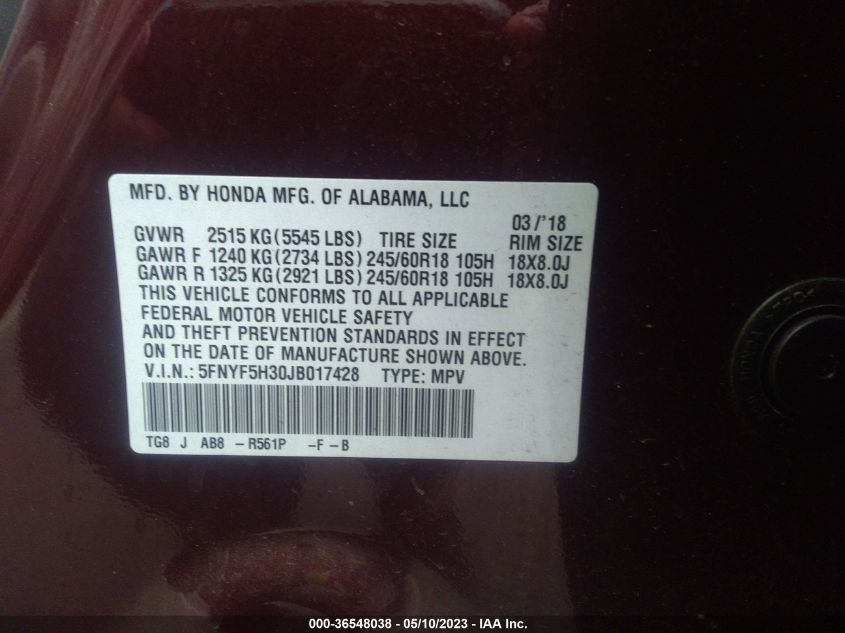 MFD. BY HONDA MFG. OF ALABAMA, LLC
03/'18
GVWR 2515 KG (5545 LBS) TIRE SIZE RIM SIZE
GAWR F 1240 KG (2734 LBS) 245/60R18 105H 18X8.0J
GAWR R 1325 KG (2921 LBS) 245/60R18 105H 18X8.0J
THIS VEHICLE CONFORMS TO ALL APPLICABLE
FEDERAL MOTOR VEHICLE SAFETY
AND THEFT PREVENTION STANDARDS IN EFFECT
ON THE DATE OF MANUFACTURE SHOWN ABOVE.
V.I.N.: 5FNYF5H30JB017428 TYPE: MPV
TG8 J AB8 -R561P -F-B
HONDA
000-36548038 - 05/10/2023 - IAA Inc.